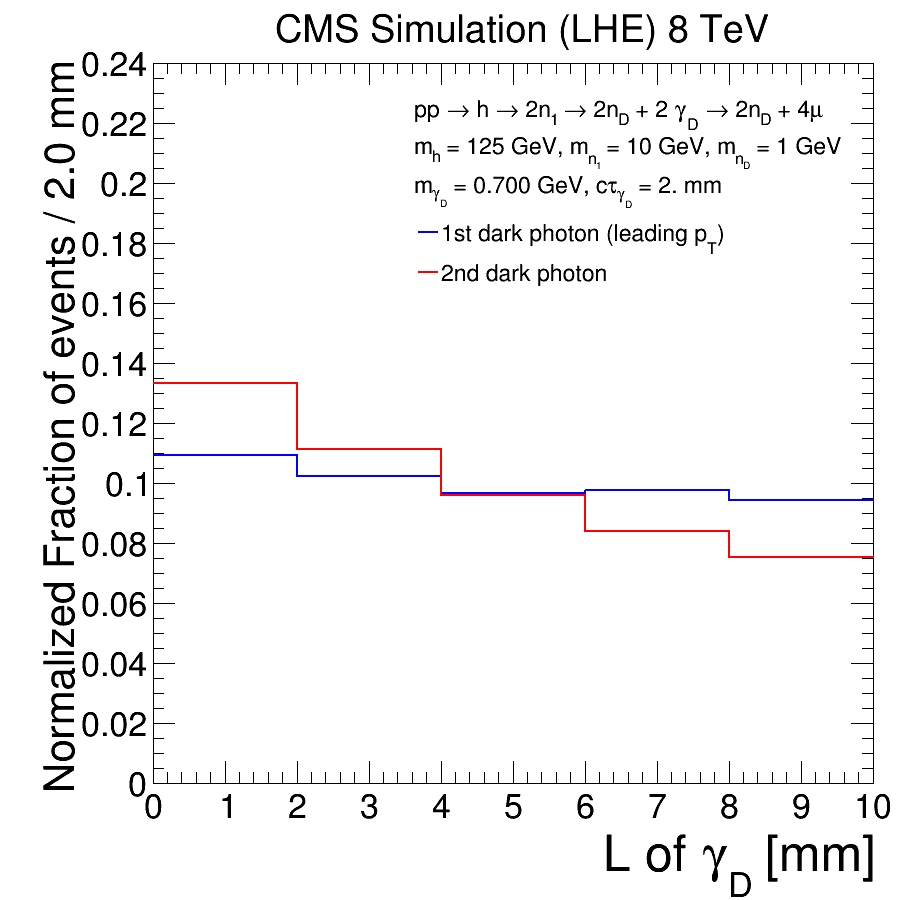 CMS Simulation (LHE) 8 TeV
pp → h → 2n1 → 2nD + 2 γD → 2nD + 4μ
mh = 125 GeV, mn1 = 10 GeV, mnD = 1 GeV
mγD = 0.700 GeV, cτγD = 2. mm
1st dark photon (leading pT)
2nd dark photon
Normalized Fraction of events / 2.0 mm
0.24
0.22
0.2
0.18
0.16
0.14
0.12
0.1
0.08
0.06
0.04
0.02
0
0 1 2 3 4 5 6 7 8 9 10
L of γD [mm]